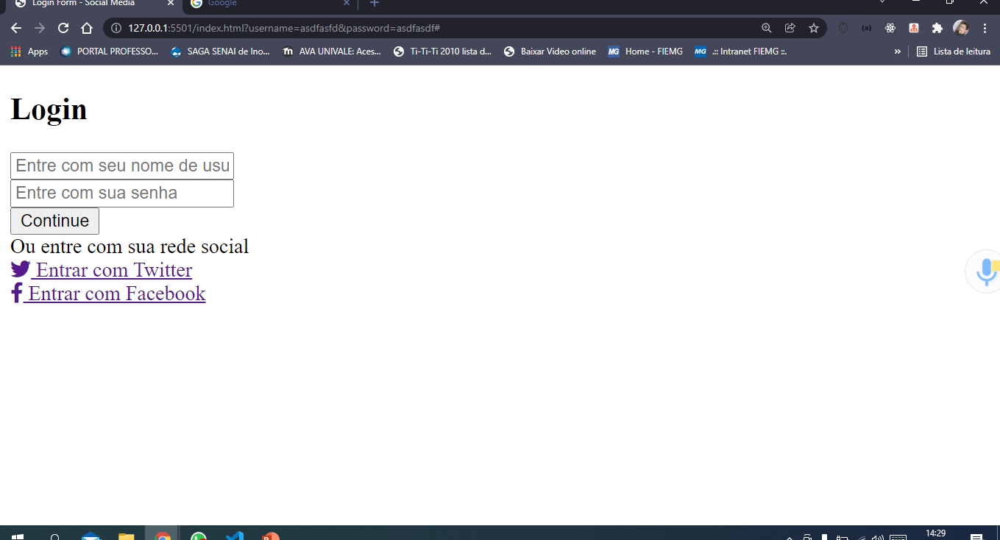 Login Form - Social Media
Google
127.0.0.1:5501/index.html?username=asdfasfd&password=asdfasdf#
Apps PORTAL PROFESSO... SAGA SENAI de Ino... AVA UNIVALE: Aces... Ti-Ti-Ti 2010 lista d... Baixar Video online MG Home - FIEMG MG .:: Intranet FIEMG ::. » Lista de leitura
Login
Entre com seu nome de usu
Entre com sua senha
Continue
Ou entre com sua rede social
Entrar com Twitter
Entrar com Facebook
14:29